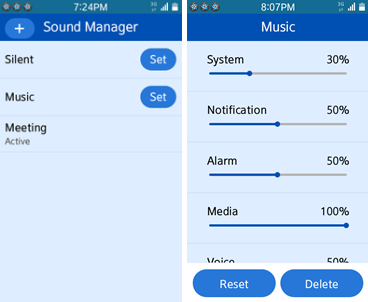 7:24PM
+ Sound Manager
Silent Set
Music Set
Meeting
Active
8:07PM
Music
System 30%
Notification 50%
Alarm 50%
Media 100%
Voice 50%
Reset Delete